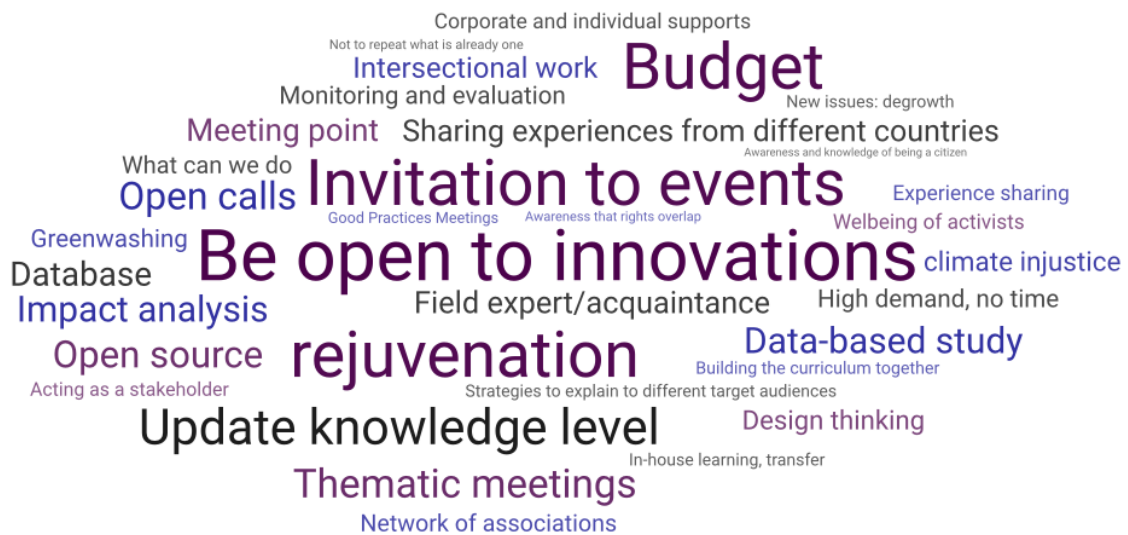 Corporate and individual supports
Not to repeat what is already one
Intersectional work
Budget
Monitoring and evaluation
New issues: degrowth
Meeting point
Sharing experiences from different countries
Awareness and knowledge of being a citizen
What can we do
Invitation to events
Open calls
Experience sharing
Good Practices Meetings
Awareness that rights overlap
Welbeing of activists
Greenwashing
Be open to innovations
climate injustice
Database
Impact analysis
Field expert/acquaintance
High demand, no time
Open source
rejuvenation
Data-based study
Building the curriculum together
Acting as a stakeholder
Strategies to explain to different target audiences
Update knowledge level
Design thinking
In-house learning, transfer
Thematic meetings
Network of associations